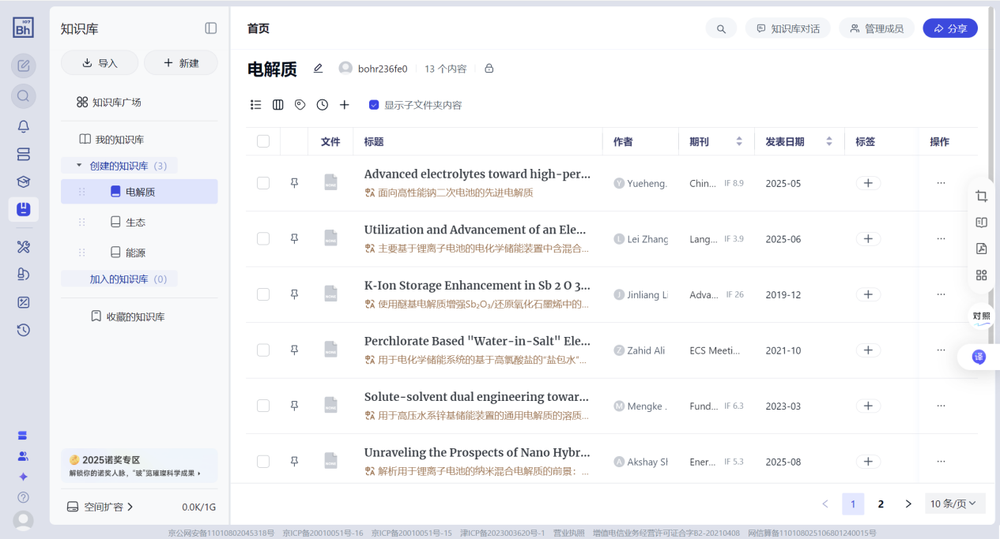 107
Bh
知识库
导入
新建
知识库广场
我的知识库
创建的知识库 (3)
电解质
生态
能源
加入的知识库 (0)
收藏的知识库
2025诺奖专区
解锁你的诺奖人脉，“玻”览璀璨科学成果
空间扩容
0.0K/1G
首页
知识库对话
管理成员
分享
电解质
bohr236fe0
13 个内容
显示子文件夹内容
文件 标题 作者 期刊 发表日期 标签 操作
Advanced electrolytes toward high-per...
面向高性能钠二次电池的先进电解质
Y Yueheng. Chin... IF 8.9 2025-05
Utilization and Advancement of an Ele...
主要基于锂离子电池的电化学储能装置中含混合...
L Lei Zhang Lang... IF 3.9 2025-06
K-Ion Storage Enhancement in Sb 2 O 3...
使用醚基电解质增强Sb₂O₃/还原氧化石墨烯中的...
J Jinliang Li Adva... IF 26 2019-12
Perchlorate Based "Water-in-Salt" Ele...
用于电化学储能系统的基于高氯酸盐的“盐包水”...
Z Zahid Ali ECS Meeti... 2021-10
Solute-solvent dual engineering towar...
用于高压水系锌基储能装置的通用电解质的溶质...
M Mengke . Fund... IF 6.3 2023-03
Unraveling the Prospects of Nano Hybr...
解析用于锂离子电池的纳米混合电解质的前景：...
A Akshay Sl Ener... IF 5.3 2025-08
对照
译
1 2 10 条/页
京公网安备11010802045318号 京ICP备20010051号-16 京ICP备20010051号-15 津ICP备2023003620号-1 营业执照 增值电信业务经营许可证合字B2-20210408 网信算备110108025106801240015号